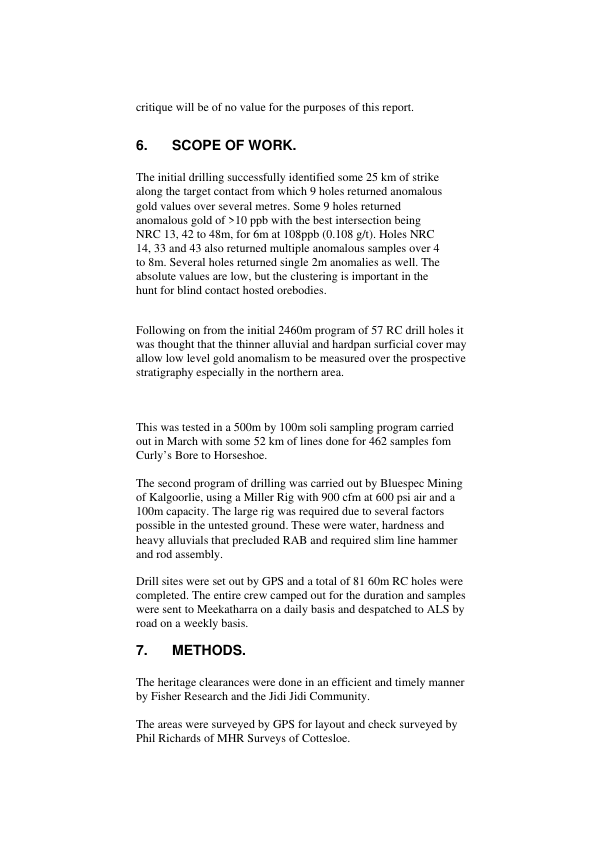 critique will be of no value for the purposes of this report.
6. SCOPE OF WORK.
The initial drilling successfully identified some 25 km of strike
along the target contact from which 9 holes returned anomalous
gold values over several metres. Some 9 holes returned
anomalous gold of >10 ppb with the best intersection being
NRC 13, 42 to 48m, for 6m at 108ppb (0.108 g/t). Holes NRC
14, 33 and 43 also returned multiple anomalous samples over 4
to 8m. Several holes returned single 2m anomalies as well. The
absolute values are low, but the clustering is important in the
hunt for blind contact hosted orebodies.
Following on from the initial 2460m program of 57 RC drill holes it
was thought that the thinner alluvial and hardpan surficial cover may
allow low level gold anomalism to be measured over the prospective
stratigraphy especially in the northern area.
This was tested in a 500m by 100m soli sampling program carried
out in March with some 52 km of lines done for 462 samples fom
Curly's Bore to Horseshoe.
The second program of drilling was carried out by Bluespec Mining
of Kalgoorlie, using a Miller Rig with 900 cfm at 600 psi air and a
100m capacity. The large rig was required due to several factors
possible in the untested ground. These were water, hardness and
heavy alluvials that precluded RAB and required slim line hammer
and rod assembly.
Drill sites were set out by GPS and a total of 81 60m RC holes were
completed. The entire crew camped out for the duration and samples
were sent to Meekatharra on a daily basis and despatched to ALS by
road on a weekly basis.
7. METHODS.
The heritage clearances were done in an efficient and timely manner
by Fisher Research and the Jidi Jidi Community.
The areas were surveyed by GPS for layout and check surveyed by
Phil Richards of MHR Surveys of Cottesloe.